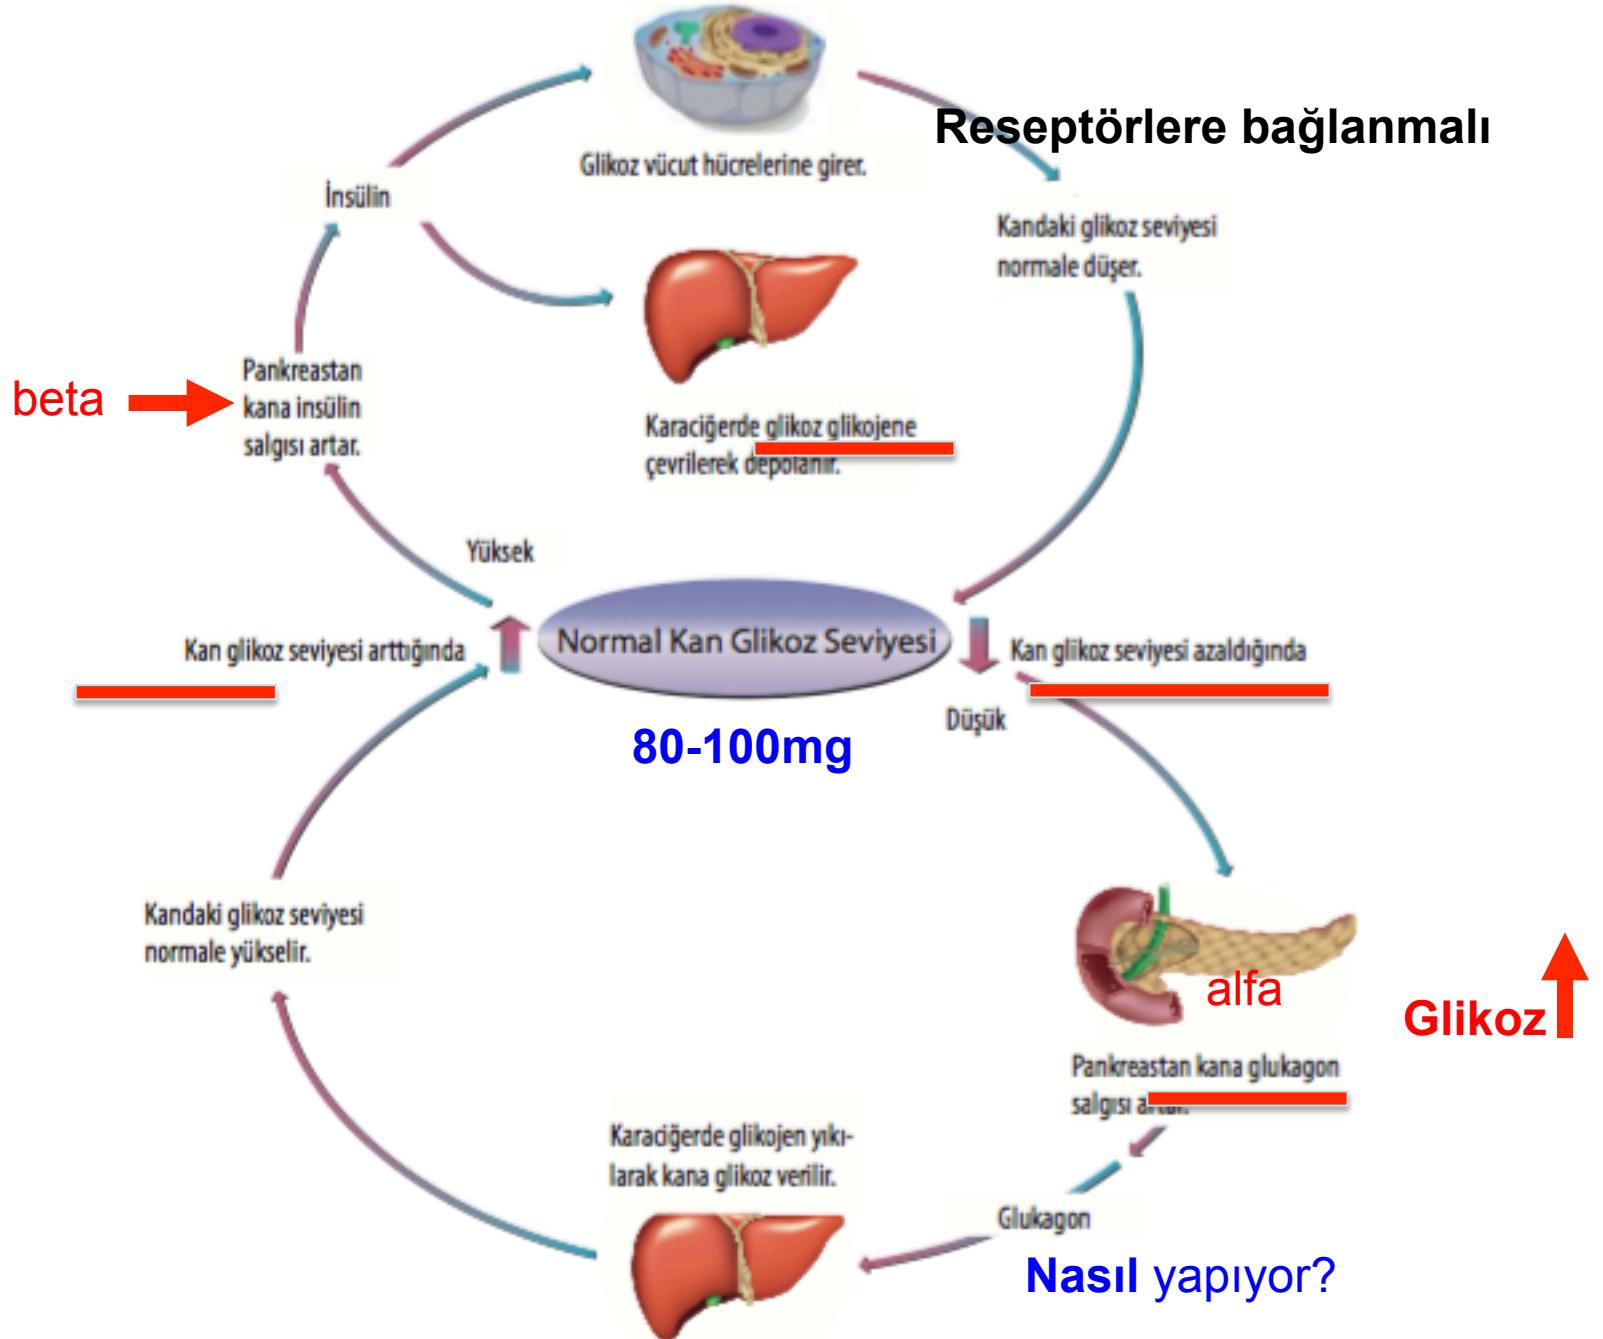 Reseptörlere bağlanmalı
Glikoz vücut hücrelerine girer.
İnsülin
Kandaki glikoz seviyesi
normale düşer.
beta
Pankreastan
kana insülin
salgısı artar.
Karaciğerde glikoz glikojene
çevrilerek depolanır.
Yüksek
Normal Kan Glikoz Seviyesi
Kan glikoz seviyesi arttığında
Kan glikoz seviyesi azaldığında
Düşük
80-100mg
Kandaki glikoz seviyesi
normale yükselir.
alfa
Glikoz
Pankreastan kana glukagon
salgısı artar.
Karaciğerde glikojen yıkı-
larak kana glikoz verilir.
Glukagon
Nasıl yapıyor?